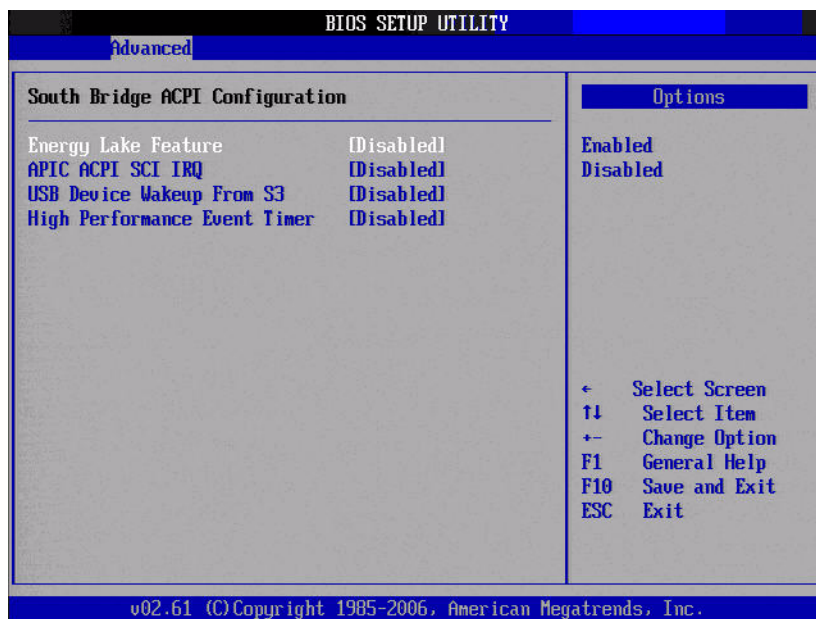 BIOS SETUP UTILITY
Advanced
South Bridge ACPI Configuration
Energy Lake Feature [Disabled]
APIC ACPI SCI IRQ [Disabled]
USB Device Wakeup From S3 [Disabled]
High Performance Event Timer [Disabled]
Options
Enabled
Disabled
← Select Screen
↑↓ Select Item
+- Change Option
F1 General Help
F10 Save and Exit
ESC Exit
v02.61 (C)Copyright 1985-2006, American Megatrends, Inc.